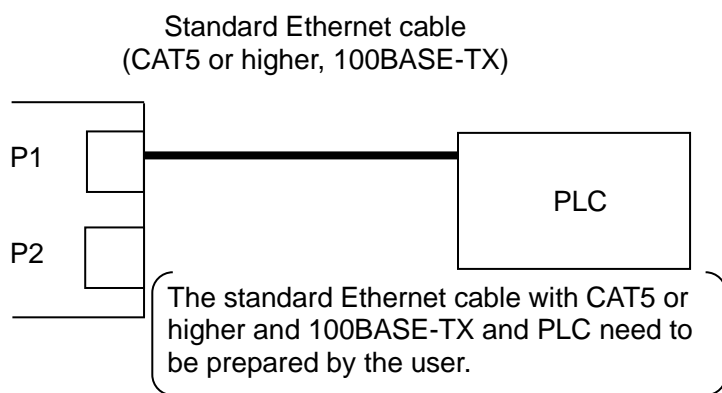 Standard Ethernet cable
(CAT5 or higher, 100BASE-TX)
P1
PLC
P2
The standard Ethernet cable with CAT5 or
higher and 100BASE-TX and PLC need to
be prepared by the user.